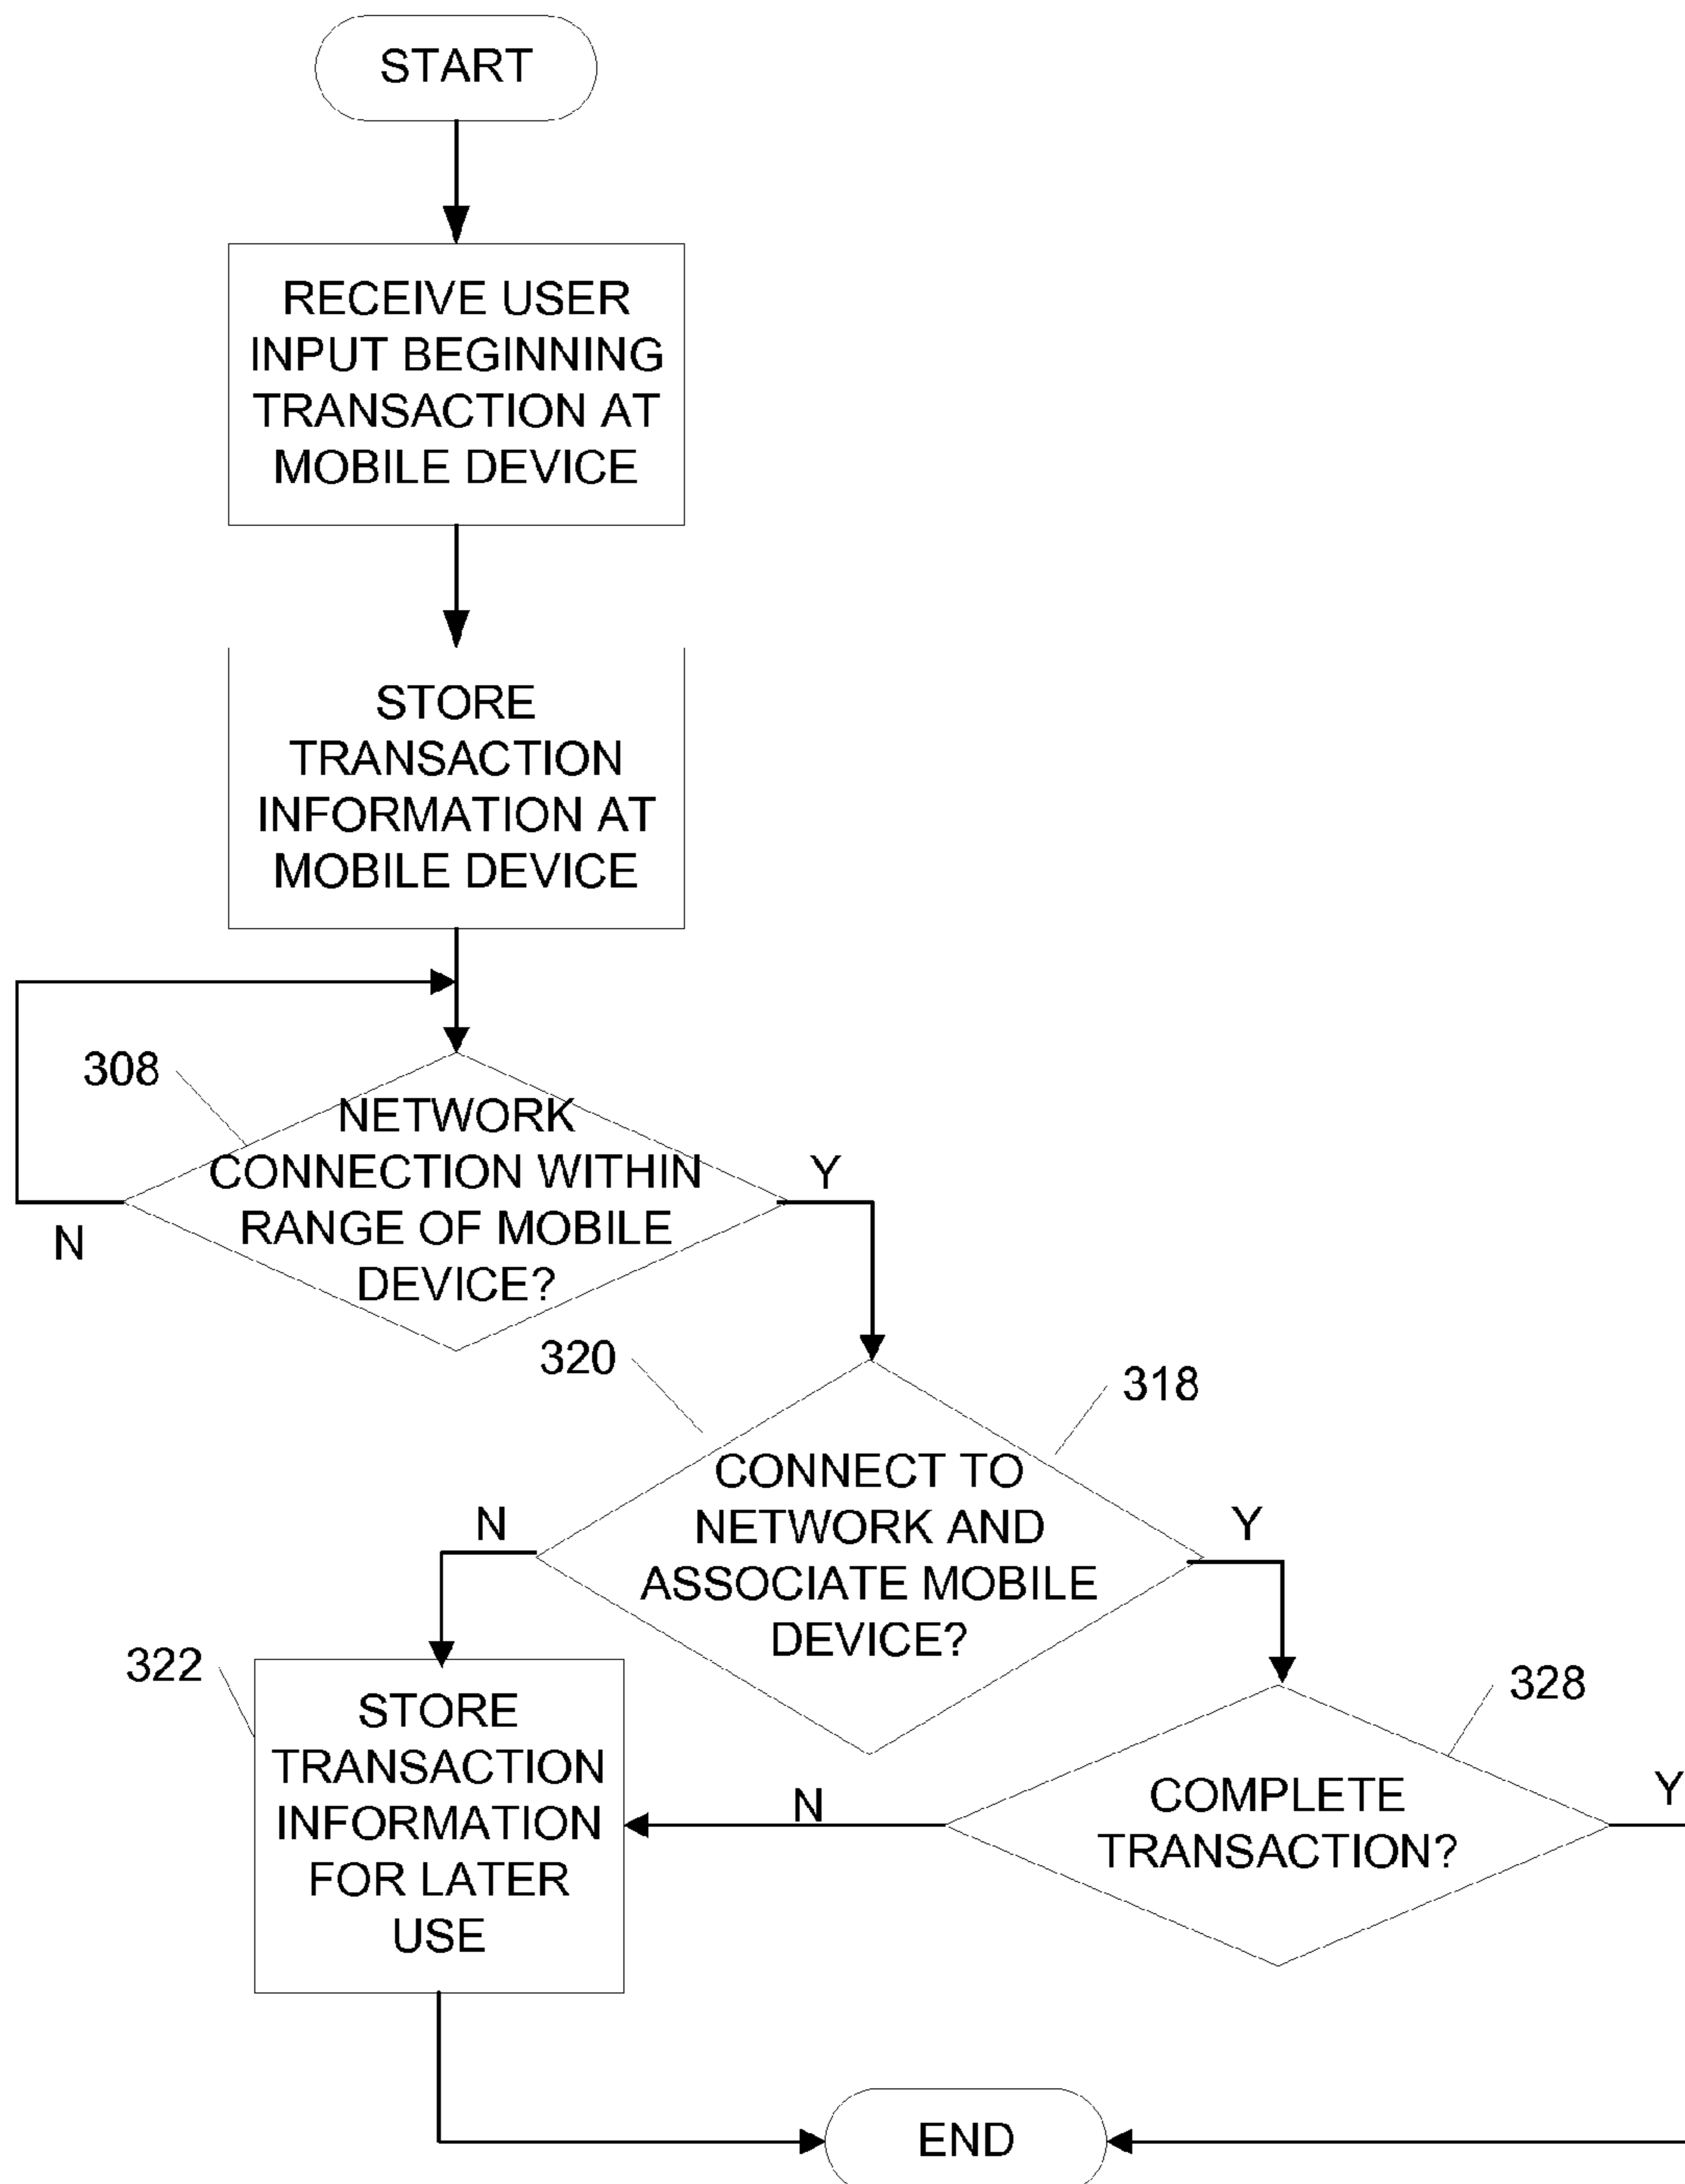 START
RECEIVE USER
INPUT BEGINNING
TRANSACTION AT
MOBILE DEVICE
STORE
TRANSACTION
INFORMATION AT
MOBILE DEVICE
308
NETWORK
CONNECTION WITHIN
RANGE OF MOBILE
DEVICE?
Y
N
320
318
CONNECT TO
NETWORK AND
ASSOCIATE MOBILE
DEVICE?
N
Y
322
STORE
TRANSACTION
INFORMATION
FOR LATER
USE
328
COMPLETE
TRANSACTION?
N
Y
END